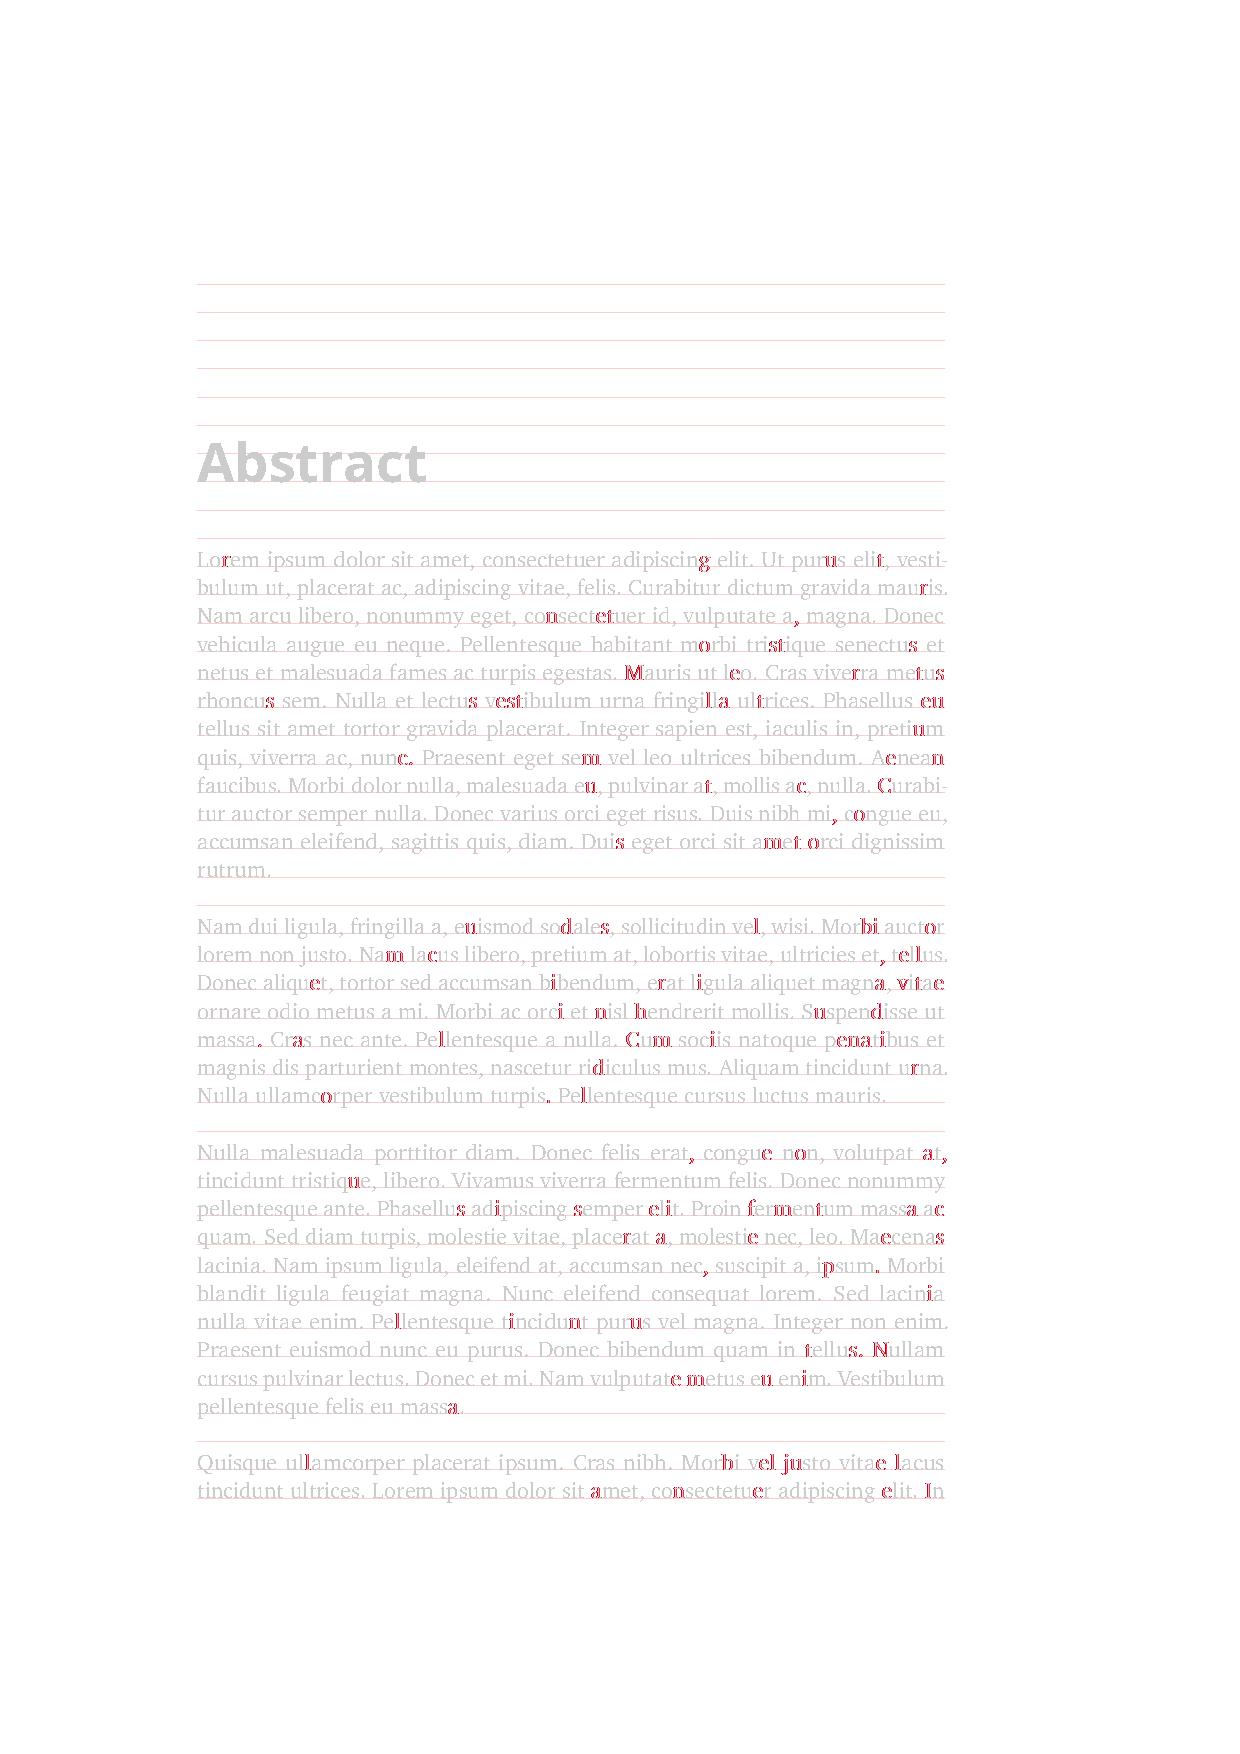 Abstract
Lorem ipsum dolor sit amet, consectetuer adipiscing elit. Ut purus elit, vesti-
bulum ut, placerat ac, adipiscing vitae, felis. Curabitur dictum gravida mauris.
Nam arcu libero, nonummy eget, consectetuer id, vulputate a, magna. Donec
vehicula augue eu neque. Pellentesque habitant morbi tristique senectus et
netus et malesuada fames ac turpis egestas. Mauris ut leo. Cras viverra metus
rhoncus sem. Nulla et lectus vestibulum urna fringilla ultrices. Phasellus eu
tellus sit amet tortor gravida placerat. Integer sapien est, iaculis in, pretium
quis, viverra ac, nunc. Praesent eget sem vel leo ultrices bibendum. Aenean
faucibus. Morbi dolor nulla, malesuada eu, pulvinar at, mollis ac, nulla. Curabi-
tur auctor semper nulla. Donec varius orci eget risus. Duis nibh mi, congue eu,
accumsan eleifend, sagittis quis, diam. Duis eget orci sit amet orci dignissim
rutrum.
Nam dui ligula, fringilla a, euismod sodales, sollicitudin vel, wisi. Morbi auctor
lorem non justo. Nam lacus libero, pretium at, lobortis vitae, ultricies et, tellus.
Donec aliquet, tortor sed accumsan bibendum, erat ligula aliquet magna, vitae
ornare odio metus a mi. Morbi ac orci et nisl hendrerit mollis. Suspendisse ut
massa. Cras nec ante. Pellentesque a nulla. Cum sociis natoque penatibus et
magnis dis parturient montes, nascetur ridiculus mus. Aliquam tincidunt urna.
Nulla ullamcorper vestibulum turpis. Pellentesque cursus luctus mauris.
Nulla malesuada porttitor diam. Donec felis erat, congue non, volutpat at,
tincidunt tristique, libero. Vivamus viverra fermentum felis. Donec nonummy
pellentesque ante. Phasellus adipiscing semper elit. Proin fermentum massa ac
quam. Sed diam turpis, molestie vitae, placerat a, molestie nec, leo. Maecenas
lacinia. Nam ipsum ligula, eleifend at, accumsan nec, suscipit a, ipsum. Morbi
blandit ligula feugiat magna. Nunc eleifend consequat lorem. Sed lacinia
nulla vitae enim. Pellentesque tincidunt purus vel magna. Integer non enim.
Praesent euismod nunc eu purus. Donec bibendum quam in tellus. Nullam
cursus pulvinar lectus. Donec et mi. Nam vulputate metus eu enim. Vestibulum
pellentesque felis eu massa.
Quisque ullamcorper placerat ipsum. Cras nibh. Morbi vel justo vitae lacus
tincidunt ultrices. Lorem ipsum dolor sit amet, consectetuer adipiscing elit. In